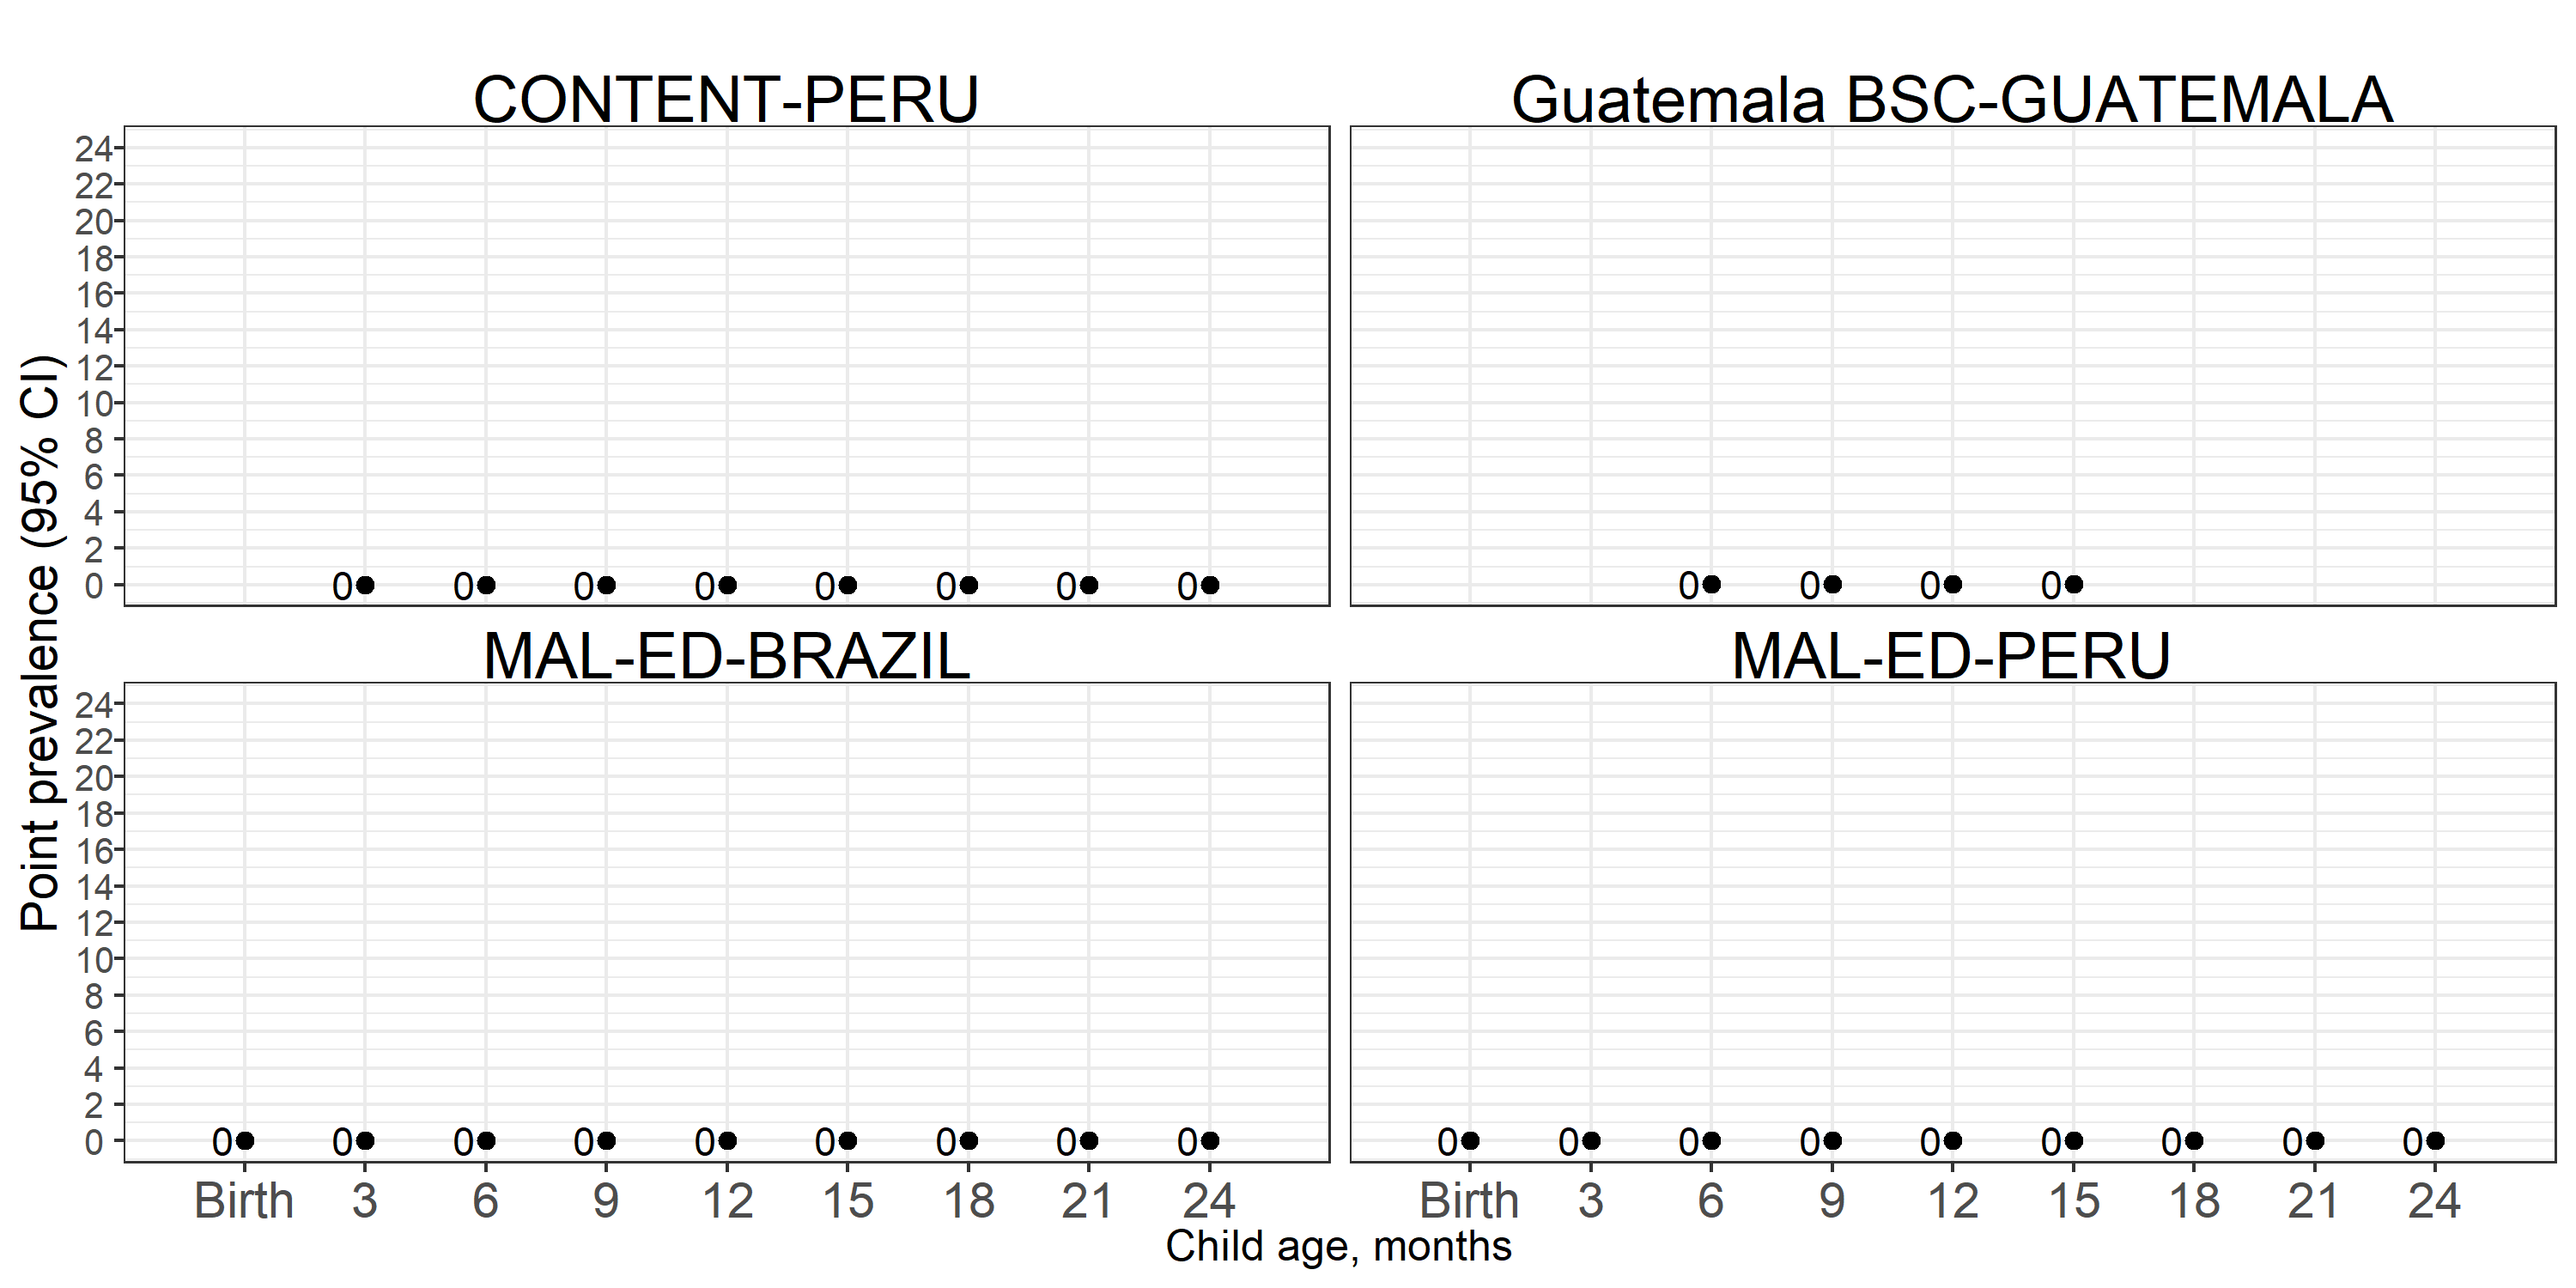 CONTENT-PERU
Guatemala BSC-GUATEMALA
24
22
20
18
16
14
12
10
8
6
4
2
0
0 0 0 0 0 0 0 0
0 0 0 0
MAL-ED-BRAZIL
MAL-ED-PERU
24
22
20
18
16
14
12
10
8
6
4
2
0
0 0 0 0 0 0 0 0 0
0 0 0 0 0 0 0 0 0
Birth 3 6 9 12 15 18 21 24
Birth 3 6 9 12 15 18 21 24
Child age, months
Point prevalence (95% CI)